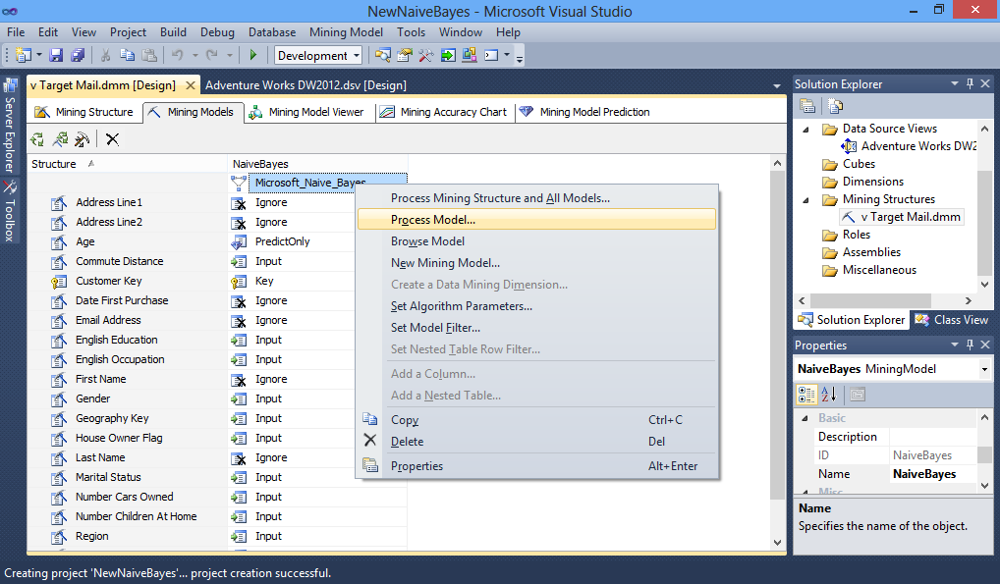 NewNaiveBayes - Microsoft Visual Studio
File Edit View Project Build Debug Database Mining Model Tools Window Help
Development
Server Explorer
Toolbox
v Target Mail.dmm [Design] Adventure Works DW2012.dsv [Design]
Mining Structure Mining Models Mining Model Viewer Mining Accuracy Chart Mining Model Prediction
Structure NaiveBayes
Microsoft_Naive_Bayes
Address Line1 Ignore
Address Line2 Ignore
Age PredictOnly
Commute Distance Input
Customer Key Key
Date First Purchase Ignore
Email Address Ignore
English Education Input
English Occupation Input
First Name Ignore
Gender Input
Geography Key Input
House Owner Flag Input
Last Name Ignore
Marital Status Input
Number Cars Owned Input
Number Children At Home Input
Region Input
Process Mining Structure and All Models...
Process Model...
Browse Model
New Mining Model...
Create a Data Mining Dimension...
Set Algorithm Parameters...
Set Model Filter...
Set Nested Table Row Filter...
Add a Column...
Add a Nested Table...
Copy Ctrl+C
Delete Del
Properties Alt+Enter
Solution Explorer
Data Source Views
Adventure Works DW2
Cubes
Dimensions
Mining Structures
v Target Mail.dmm
Roles
Assemblies
Miscellaneous
Solution Explorer Class View
Properties
NaiveBayes MiningModel
Basic
Description
ID NaiveBayes
Name NaiveBayes
Misc
Name
Specifies the name of the object.
Creating project 'NewNaiveBayes'... project creation successful.